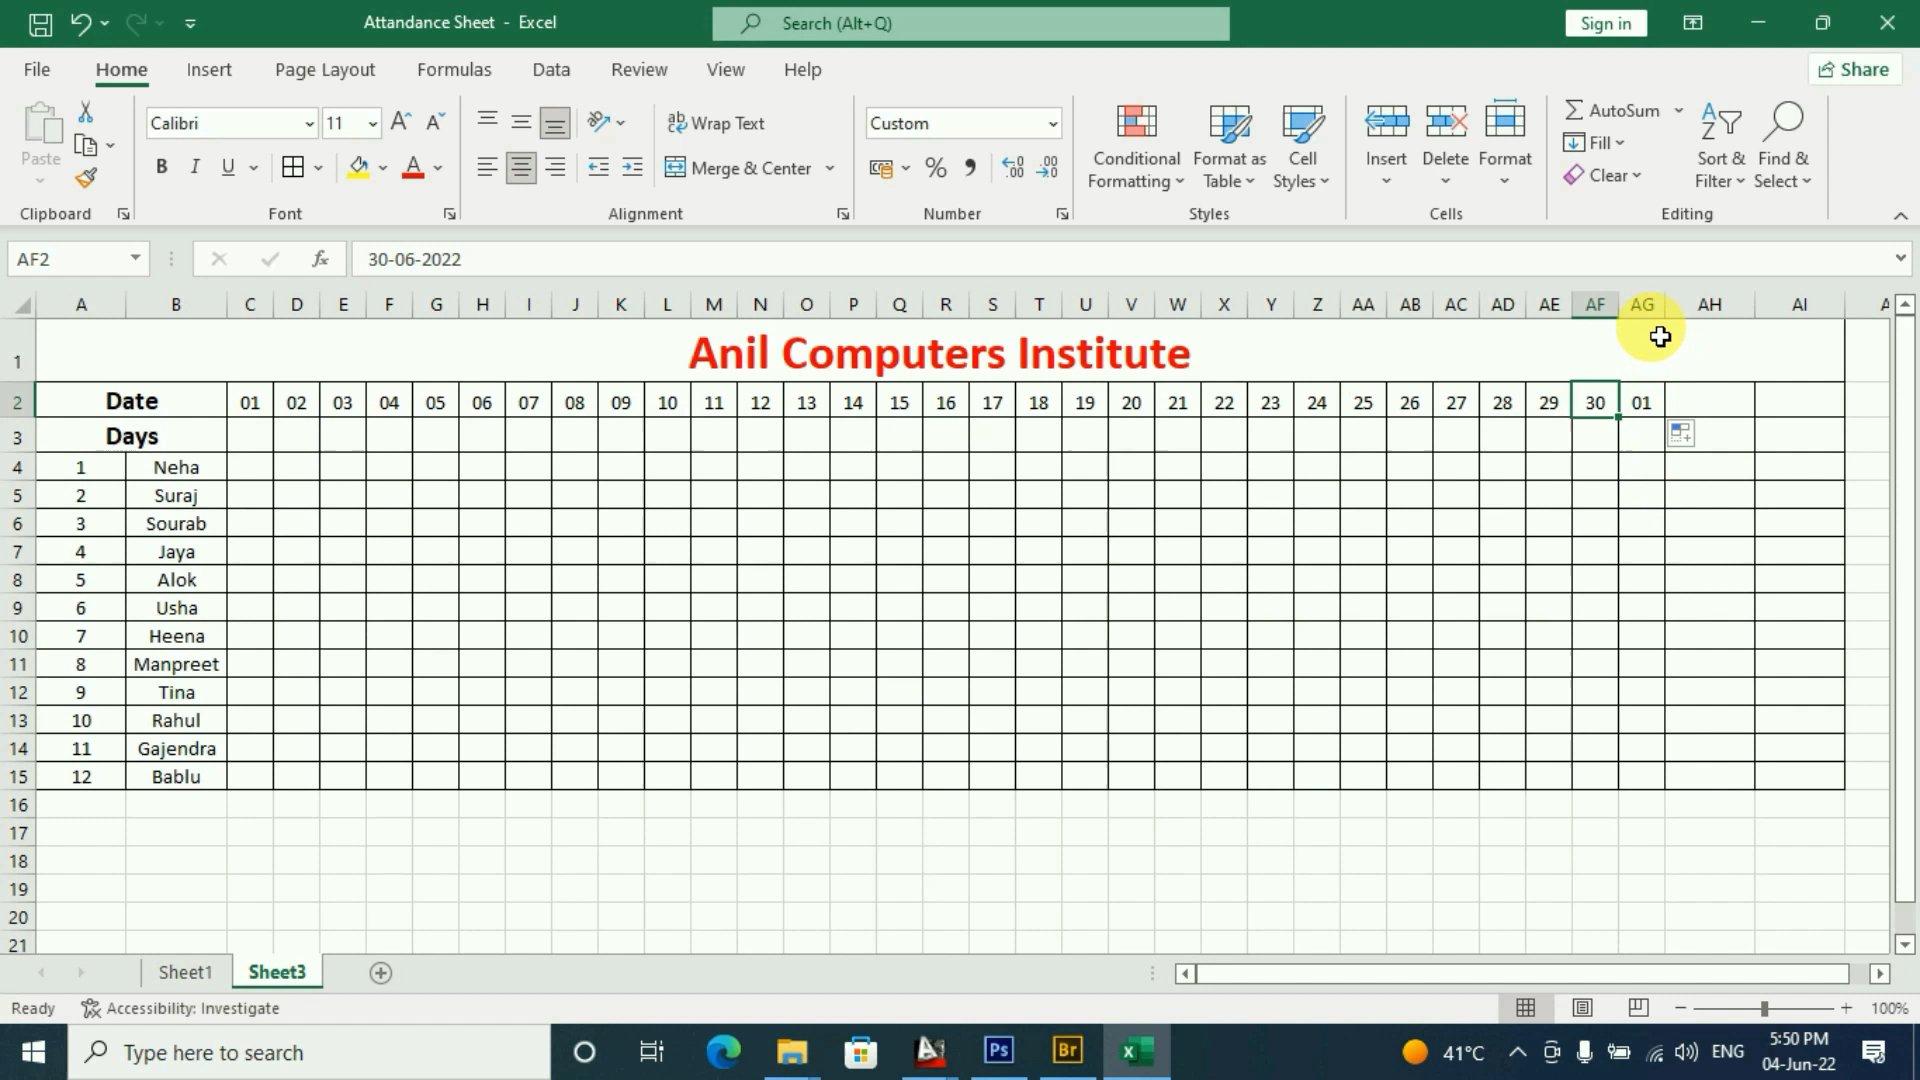 Attandance Sheet - Excel
Search (Alt+Q)
Sign in
File Home Insert Page Layout Formulas Data Review View Help
Share
Paste
Calibri 11
B I U
ab Wrap Text
Merge & Center
Custom
%
Conditional Formatting
Format as Table
Cell Styles
Insert
Delete
Format
AutoSum
Fill
Clear
Sort & Filter
Find & Select
Clipboard Font Alignment Number Styles Cells Editing
AF2 fx 30-06-2022
A B C D E F G H I J K L M N O P Q R S T U V W X Y Z AA AB AC AD AE AF AG AH AI A
1 Anil Computers Institute
2 Date 01 02 03 04 05 06 07 08 09 10 11 12 13 14 15 16 17 18 19 20 21 22 23 24 25 26 27 28 29 30 01
3 Days
4 1 Neha
5 2 Suraj
6 3 Sourab
7 4 Jaya
8 5 Alok
9 6 Usha
10 7 Heena
11 8 Manpreet
12 9 Tina
13 10 Rahul
14 11 Gajendra
15 12 Bablu
16
17
18
19
20
21
Sheet1 Sheet3
Ready Accessibility: Investigate 100%
Type here to search
Ps
Br
41°C
ENG
5:50 PM
04-Jun-22